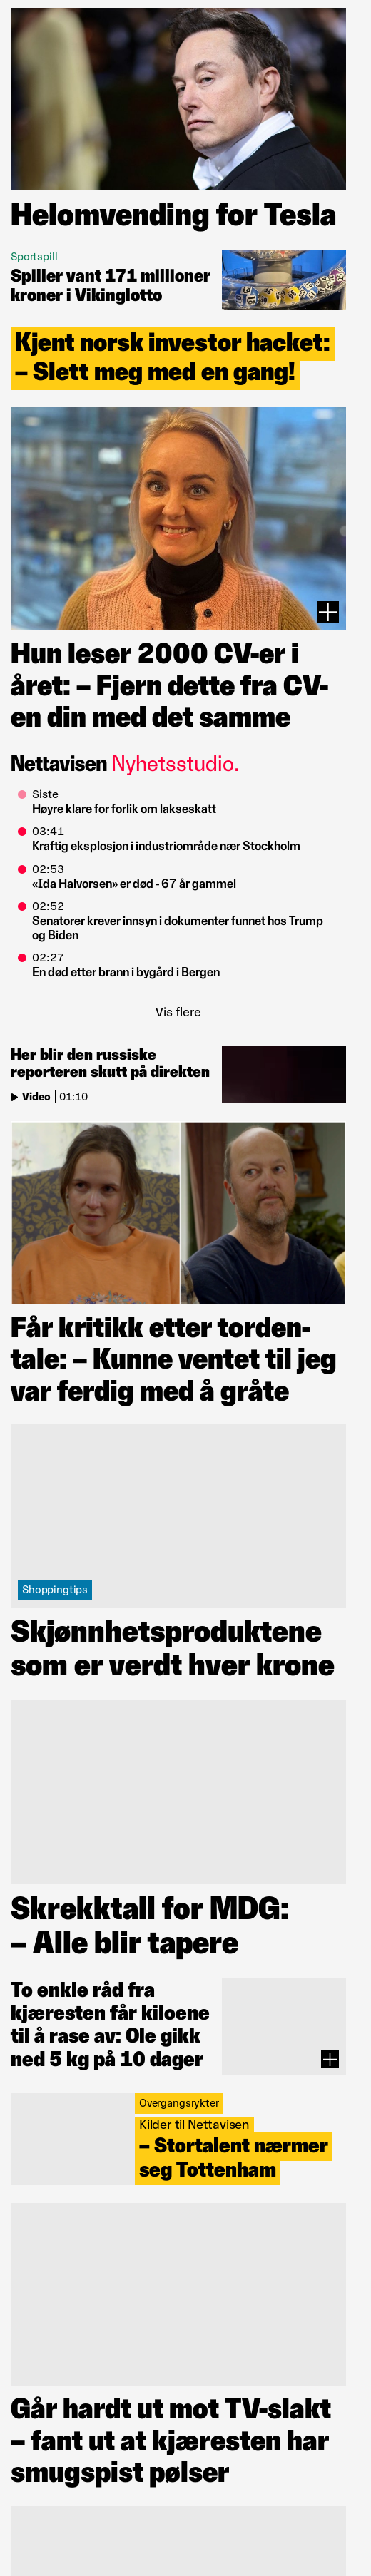 Helomvending for Tesla
Sportspill
Spiller vant 171 millioner
kroner i Vikinglotto
Kjent norsk investor hacket:
– Slett meg med en gang!
Hun leser 2000 CV-er i
året: – Fjern dette fra CV-
en din med det samme
Nettavisen Nyhetsstudio.
Siste
Høyre klare for forlik om lakseskatt
03:41
Kraftig eksplosjon i industriområde nær Stockholm
02:53
«Ida Halvorsen» er død - 67 år gammel
02:52
Senatorer krever innsyn i dokumenter funnet hos Trump
og Biden
02:27
En død etter brann i bygård i Bergen
Vis flere
Her blir den russiske
reporteren skutt på direkten
Video | 01:10
Får kritikk etter torden-
tale: – Kunne ventet til jeg
var ferdig med å gråte
Shoppingtips
Skjønnhetsproduktene
som er verdt hver krone
Skrekktall for MDG:
– Alle blir tapere
To enkle råd fra
kjæresten får kiloene
til å rase av: Ole gikk
ned 5 kg på 10 dager
Overgangsrykter
Kilder til Nettavisen
– Stortalent nærmer
seg Tottenham
Går hardt ut mot TV-slakt
– fant ut at kjæresten har
smugspist pølser